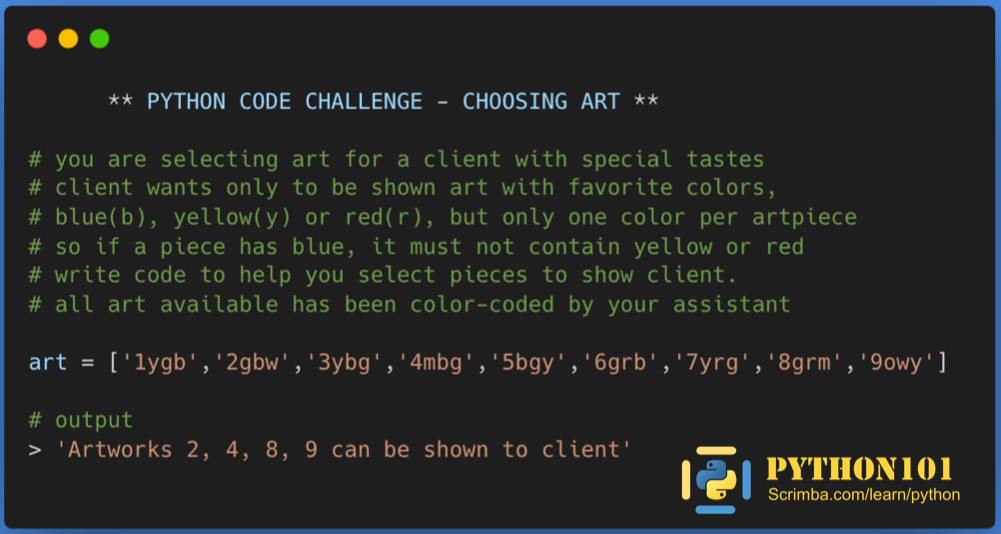 ** PYTHON CODE CHALLENGE - CHOOSING ART **
# you are selecting art for a client with special tastes
# client wants only to be shown art with favorite colors,
# blue(b), yellow(y) or red(r), but only one color per artpiece
# so if a piece has blue, it must not contain yellow or red
# write code to help you select pieces to show client.
# all art available has been color-coded by your assistant
art = ['1ygb','2gbw','3ybg','4mbg','5bgy','6grb','7yrg','8grm','9owy']
# output
> 'Artworks 2, 4, 8, 9 can be shown to client'
PYTHON101
Scrimba.com/learn/python